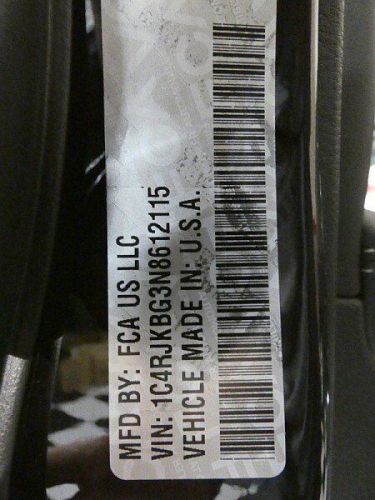 MFD BY: FCA US LLC
VIN: 1C4RJKBG3N8612115
VEHICLE MADE IN: U.S.A.